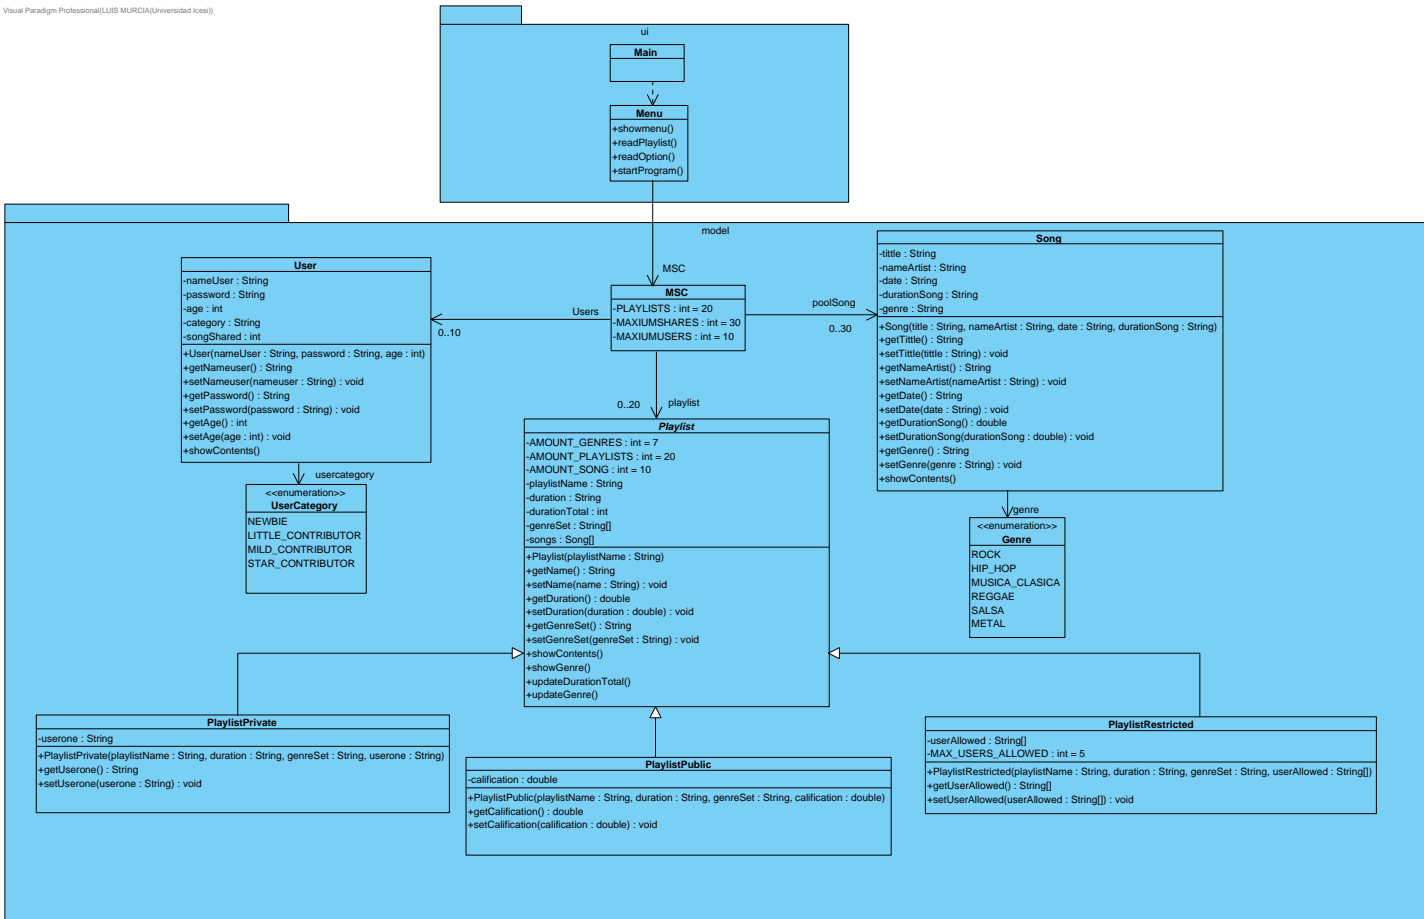 Visual Paradigm Professional(LUIS MURCIA(Universidad Icesi))
ui
Main
Menu
+showmenu()
+readPlaylist()
+readOption()
+startProgram()
model
MSC
User
-nameUser : String
-password : String
-age : int
-category : String
-songShared : int
+User(nameUser : String, password : String, age : int)
+getNameuser() : String
+setNameuser(nameuser : String) : void
+getPassword() : String
+setPassword(password : String) : void
+getAge() : int
+setAge(age : int) : void
+showContents()
Users
0..10
MSC
-PLAYLISTS : int = 20
-MAXIUMSHARES : int = 30
-MAXIUMUSERS : int = 10
poolSong
0..30
Song
-tittle : String
-nameArtist : String
-date : String
-durationSong : String
-genre : String
+Song(title : String, nameArtist : String, date : String, durationSong : String)
+getTittle() : String
+setTittle(tittle : String) : void
+getNameArtist() : String
+setNameArtist(nameArtist : String) : void
+getDate() : String
+setDate(date : String) : void
+getDurationSong() : double
+setDurationSong(durationSong : double) : void
+getGenre() : String
+setGenre(genre : String) : void
+showContents()
0..20
playlist
usercategory
<<enumeration>>
UserCategory
NEWBIE
LITTLE_CONTRIBUTOR
MILD_CONTRIBUTOR
STAR_CONTRIBUTOR
Playlist
-AMOUNT_GENRES : int = 7
-AMOUNT_PLAYLISTS : int = 20
-AMOUNT_SONG : int = 10
-playlistName : String
-duration : String
-durationTotal : int
-genreSet : String[]
-songs : Song[]
+Playlist(playlistName : String)
+getName() : String
+setName(name : String) : void
+getDuration() : double
+setDuration(duration : double) : void
+getGenreSet() : String
+setGenreSet(genreSet : String) : void
+showContents()
+showGenre()
+updateDurationTotal()
+updateGenre()
genre
<<enumeration>>
Genre
ROCK
HIP_HOP
MUSICA_CLASICA
REGGAE
SALSA
METAL
PlaylistPrivate
-userone : String
+PlaylistPrivate(playlistName : String, duration : String, genreSet : String, userone : String)
+getUserone() : String
+setUserone(userone : String) : void
PlaylistPublic
-calification : double
+PlaylistPublic(playlistName : String, duration : String, genreSet : String, calification : double)
+getCalification() : double
+setCalification(calification : double) : void
PlaylistRestricted
-userAllowed : String[]
-MAX_USERS_ALLOWED : int = 5
+PlaylistRestricted(playlistName : String, duration : String, genreSet : String, userAllowed : String[])
+getUserAllowed() : String[]
+setUserAllowed(userAllowed : String[]) : void